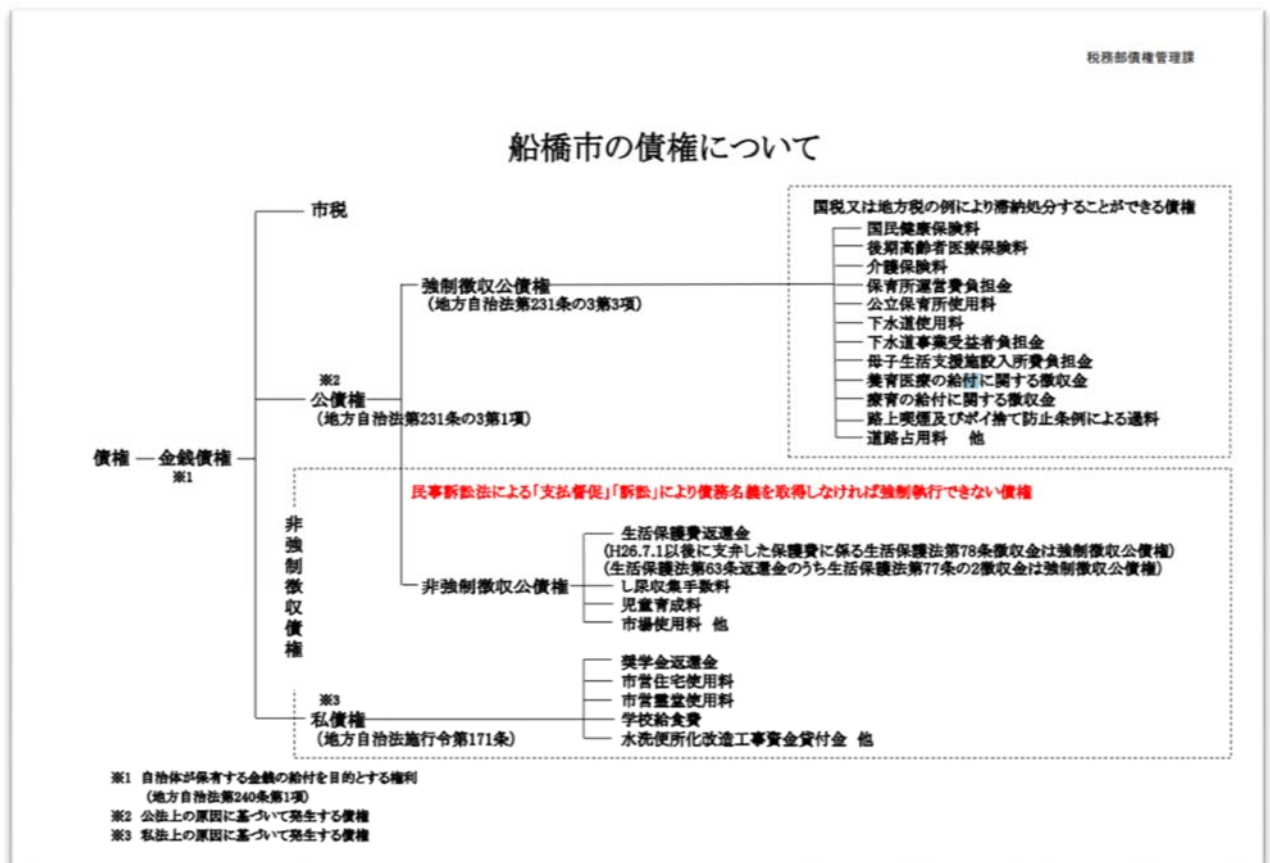 税務部債権管理課
船橋市の債権について
市税
国税又は地方税の例により滞納処分することができる債権
国民健康保険料
後期高齢者医療保険料
介護保険料
保育所運営費負担金
公立保育所使用料
下水道使用料
下水道事業受益者負担金
母子生活支援施設入所費負担金
養育医療の給付に関する徴収金
療育の給付に関する徴収金
路上喫煙及びポイ捨て防止条例による過料
道路占用料 他
強制徴収公債権
(地方自治法第231条の3第3項)
※2
公債権
(地方自治法第231条の3第1項)
債権
金銭債権
※1
非強制徴収債権
民事訴訟法による「支払督促」「訴訟」により債務名義を取得しなければ強制執行できない債権
非強制徴収公債権
生活保護費返還金
(H26.7.1以後に支弁した保護費に係る生活保護法第78条徴収金は強制徴収公債権)
(生活保護法第63条返還金のうち生活保護法第77条の2徴収金は強制徴収公債権)
し尿収集手数料
児童育成料
市場使用料 他
※3
私債権
(地方自治法施行令第171条)
奨学金返還金
市営住宅使用料
市営霊堂使用料
学校給食費
水洗便所化改造工事資金貸付金 他
※1 自治体が保有する金銭の給付を目的とする権利
(地方自治法第240条第1項)
※2 公法上の原因に基づいて発生する債権
※3 私法上の原因に基づいて発生する債権